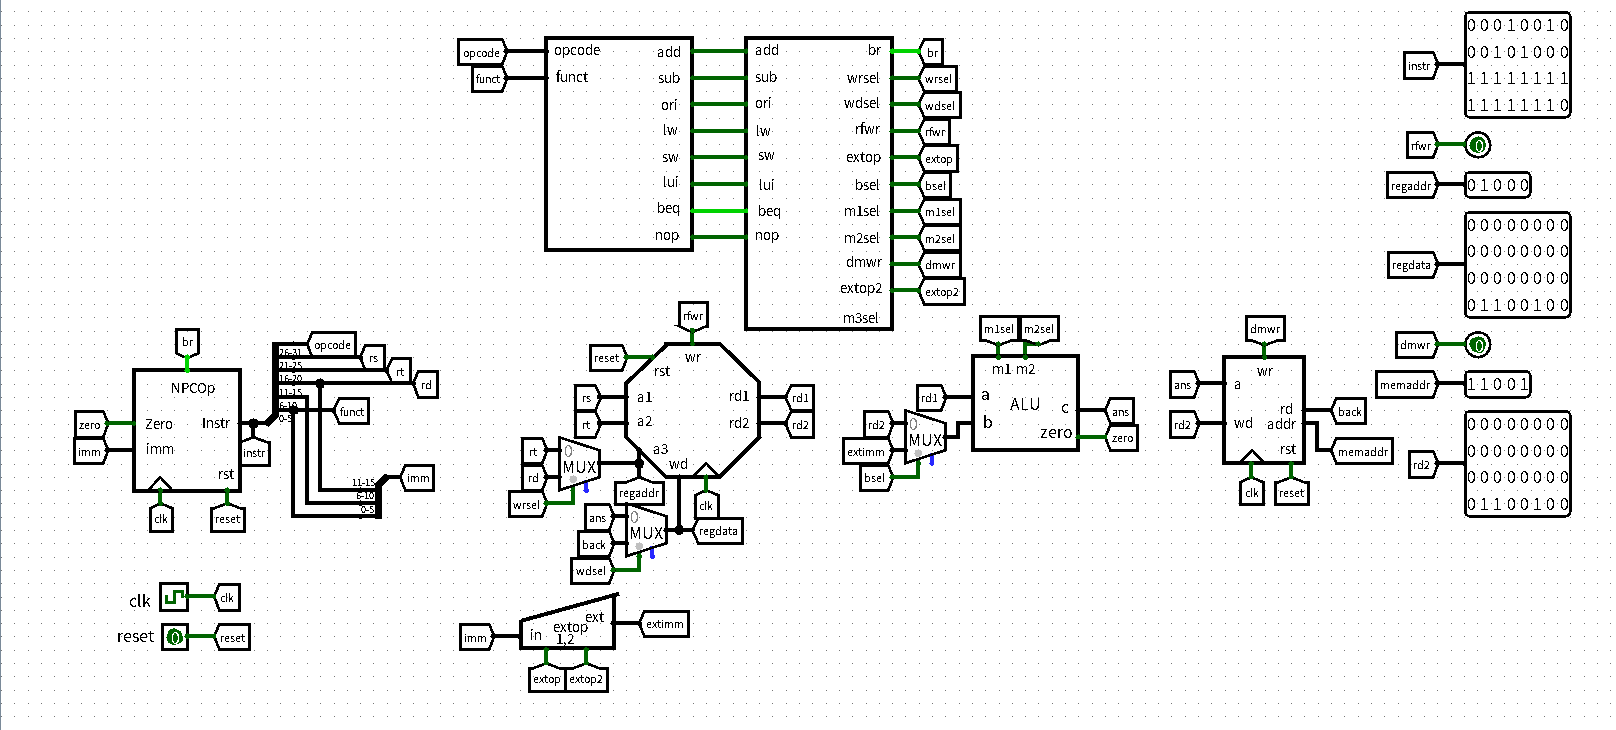 opcode
funct
opcode
funct
add
sub
ori
lw
sw
lui
beq
nop
add
sub
ori
lw
sw
lui
beq
nop
br
wrsel
wdsel
rfwr
extop
bsel
m1sel
m2sel
dmwr
extop2
m3sel
br
wrsel
wdsel
rfwr
extop
bsel
m1sel
m2sel
dmwr
extop2
instr
0 0 0 1 0 0 1 0
0 0 1 0 1 0 0 0
1 1 1 1 1 1 1 1
1 1 1 1 1 1 1 0
rfwr
0
regaddr
0 1 0 0 0
regdata
0 0 0 0 0 0 0 0
0 0 0 0 0 0 0 0
0 0 0 0 0 0 0 0
0 1 1 0 0 1 0 0
dmwr
0
memaddr
1 1 0 0 1
rd2
0 0 0 0 0 0 0 0
0 0 0 0 0 0 0 0
0 0 0 0 0 0 0 0
0 1 1 0 0 1 0 0
br
NPCOp
zero
imm
Zero
imm
Instr
rst
clk
reset
instr
26-31
21-25
16-20
11-15
6-10
0-5
opcode
rs
rt
rd
funct
11-15
6-10
0-5
imm
rfwr
reset
wr
rst
rs
rt
a1
a2
a3
wd
rd1
rd2
rd1
rd2
rt
rd
wrsel
0
MUX
regaddr
clk
ans
back
wdsel
0
MUX
regdata
m1sel
m2sel
m1 m2
rd1
rd2
extimm
bsel
0
MUX
a
b
ALU
c
zero
ans
zero
dmwr
wr
ans
rd2
a
wd
rd
addr
rst
back
memaddr
clk
reset
clk
clk
reset
0
reset
imm
in
extop
1,2
ext
extimm
extop
extop2